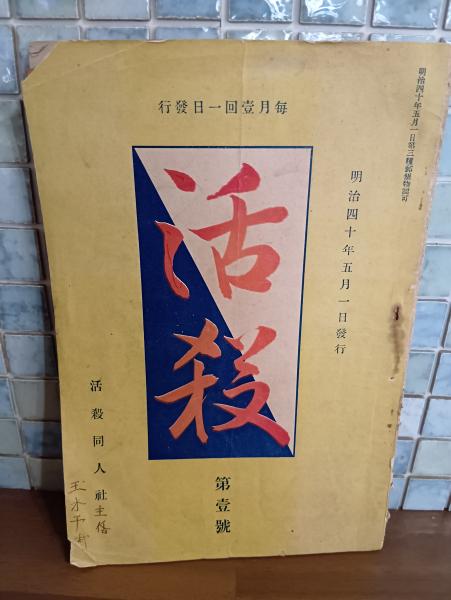 明治四十年五月一日第三種郵便物認可
行發日一回壹月每
明治四十年五月一日發行
活殺
第壹號
活殺同人社